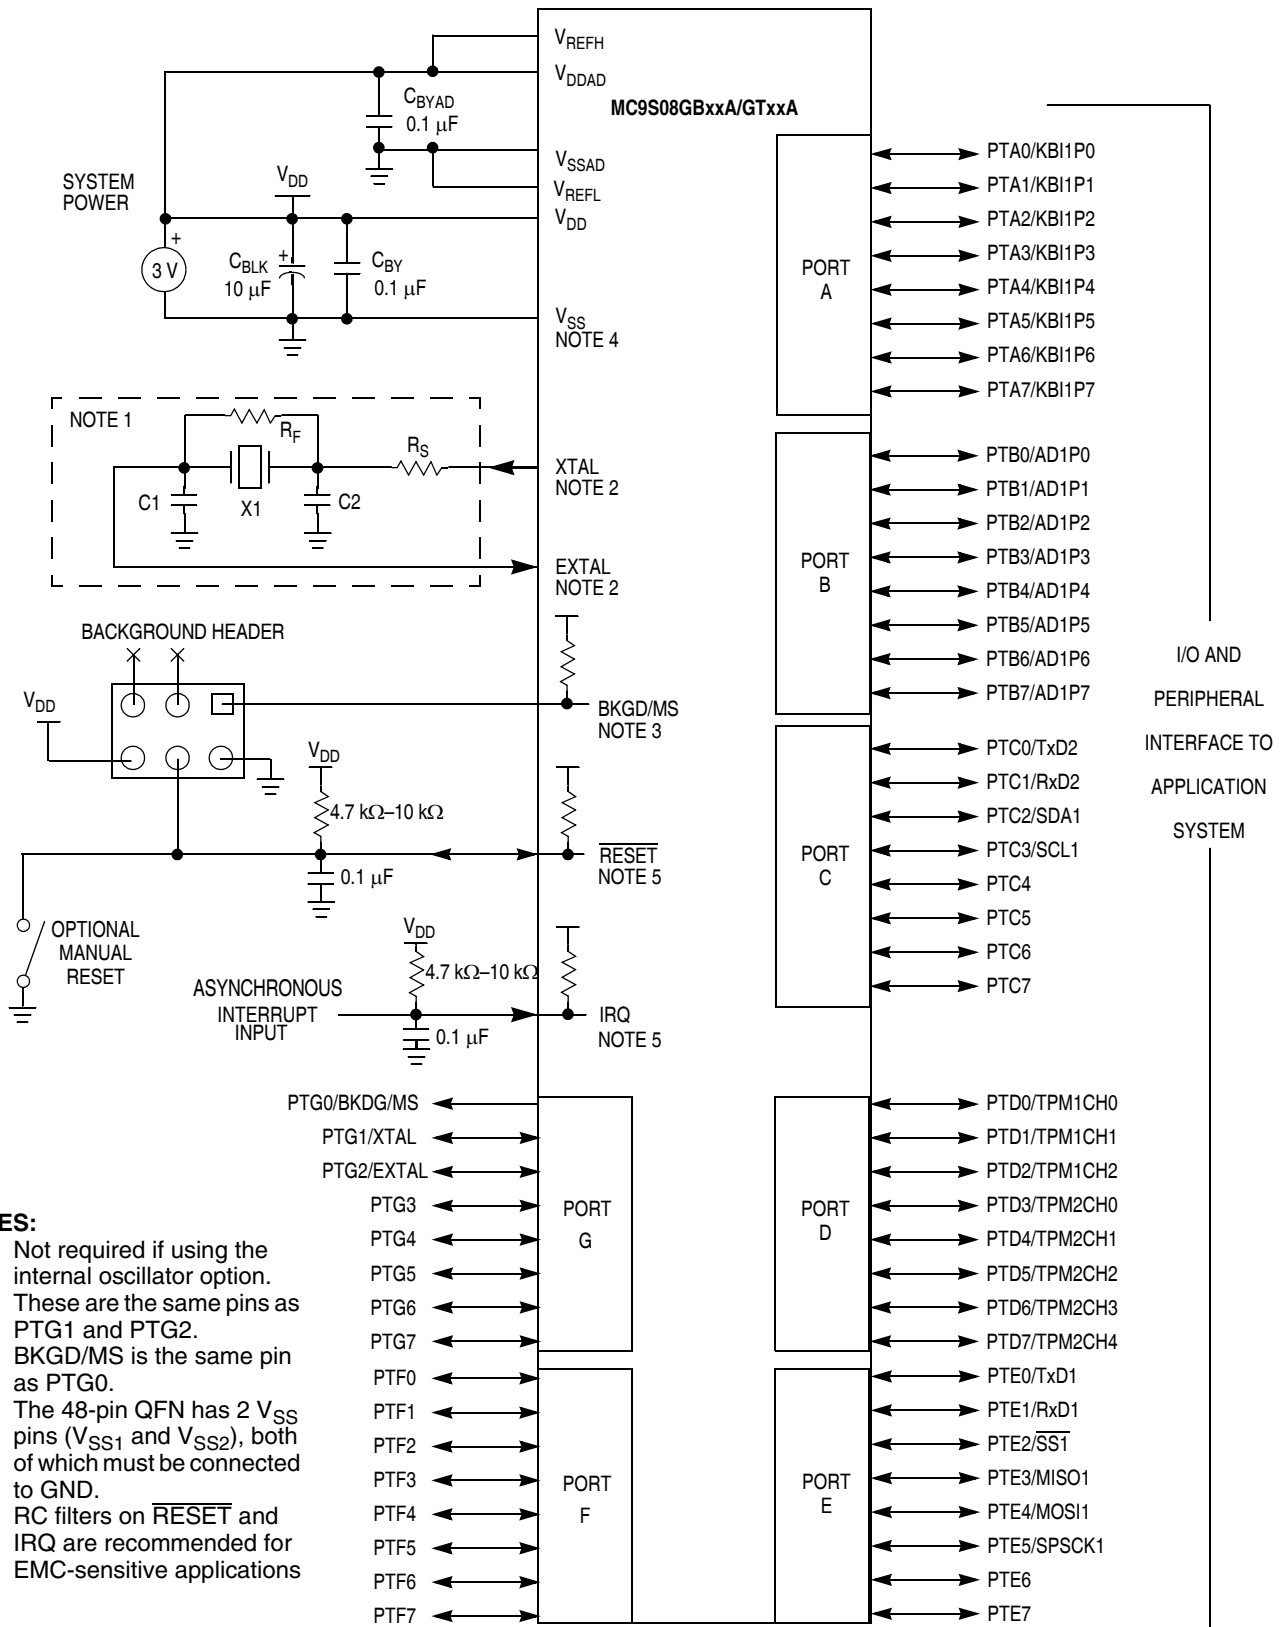 MC9S08GBxxA/GTxxA
VREFH
VDDAD
CBYAD
0.1 μF
VSSAD
VREFL
SYSTEM
POWER
VDD
VDD
+
3 V
CBLK
+
10 μF
CBY
0.1 μF
VSS
NOTE 4
NOTE 1
RF
RS
C1
X1
C2
XTAL
NOTE 2
EXTAL
NOTE 2
BACKGROUND HEADER
VDD
BKGD/MS
NOTE 3
VDD
4.7 kΩ–10 kΩ
0.1 μF
RESET
NOTE 5
OPTIONAL
MANUAL
RESET
VDD
4.7 kΩ–10 kΩ
ASYNCHRONOUS
INTERRUPT
INPUT
0.1 μF
IRQ
NOTE 5
PORT
A
PTA0/KBI1P0
PTA1/KBI1P1
PTA2/KBI1P2
PTA3/KBI1P3
PTA4/KBI1P4
PTA5/KBI1P5
PTA6/KBI1P6
PTA7/KBI1P7
PORT
B
PTB0/AD1P0
PTB1/AD1P1
PTB2/AD1P2
PTB3/AD1P3
PTB4/AD1P4
PTB5/AD1P5
PTB6/AD1P6
PTB7/AD1P7
PORT
C
PTC0/TxD2
PTC1/RxD2
PTC2/SDA1
PTC3/SCL1
PTC4
PTC5
PTC6
PTC7
I/O AND
PERIPHERAL
INTERFACE TO
APPLICATION
SYSTEM
PTG0/BKDG/MS
PTG1/XTAL
PTG2/EXTAL
PTG3
PTG4
PTG5
PTG6
PTG7
PORT
G
PORT
D
PTD0/TPM1CH0
PTD1/TPM1CH1
PTD2/TPM1CH2
PTD3/TPM2CH0
PTD4/TPM2CH1
PTD5/TPM2CH2
PTD6/TPM2CH3
PTD7/TPM2CH4
PTF0
PTF1
PTF2
PTF3
PTF4
PTF5
PTF6
PTF7
PORT
F
PORT
E
PTE0/TxD1
PTE1/RxD1
PTE2/SS1
PTE3/MISO1
PTE4/MOSI1
PTE5/SPSCK1
PTE6
PTE7
ES:
Not required if using the
internal oscillator option.
These are the same pins as
PTG1 and PTG2.
BKGD/MS is the same pin
as PTG0.
The 48-pin QFN has 2 VSS
pins (VSS1 and VSS2), both
of which must be connected
to GND.
RC filters on RESET and
IRQ are recommended for
EMC-sensitive applications